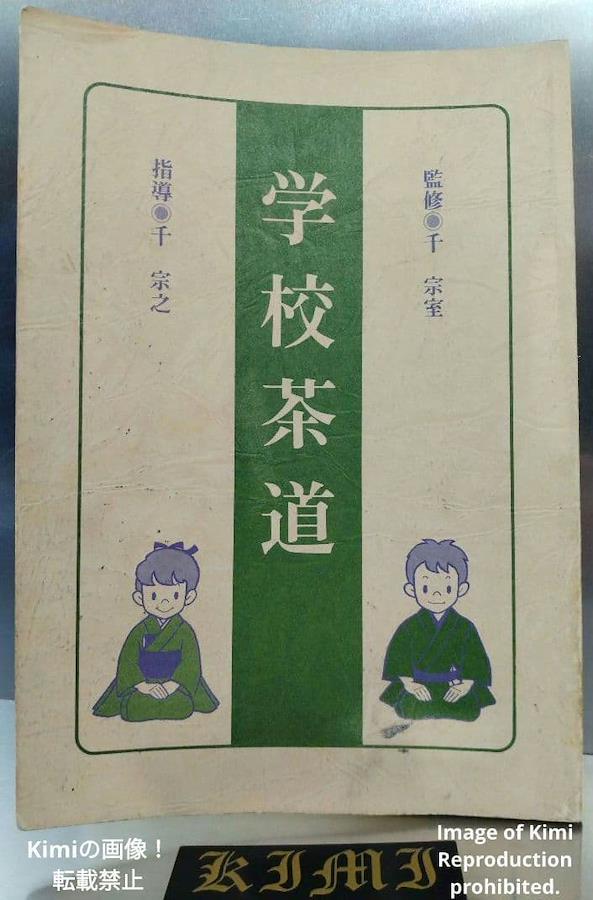 学校茶道
監修◉千 宗室
指導◉千 宗之
Kimiの画像！
転載禁止
KIMI
Image of Kimi
Reproduction
prohibited.